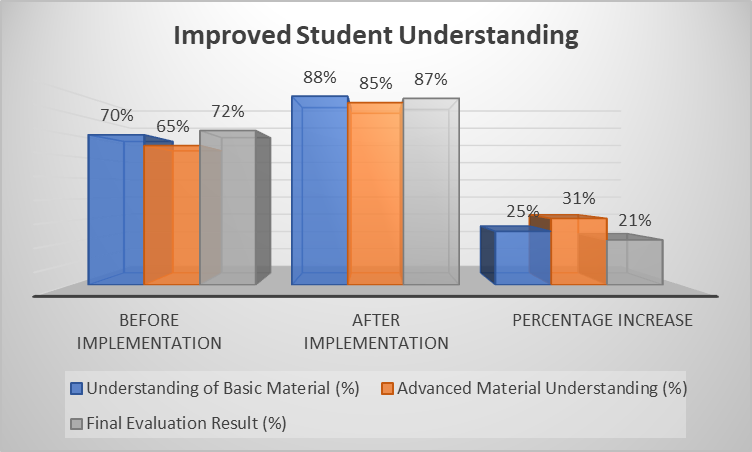 Improved Student Understanding
70% 65% 72% 88% 85% 87% 25% 31% 21%
BEFORE IMPLEMENTATION
AFTER IMPLEMENTATION
PERCENTAGE INCREASE
Understanding of Basic Material (%) Advanced Material Understanding (%)
Final Evaluation Result (%)